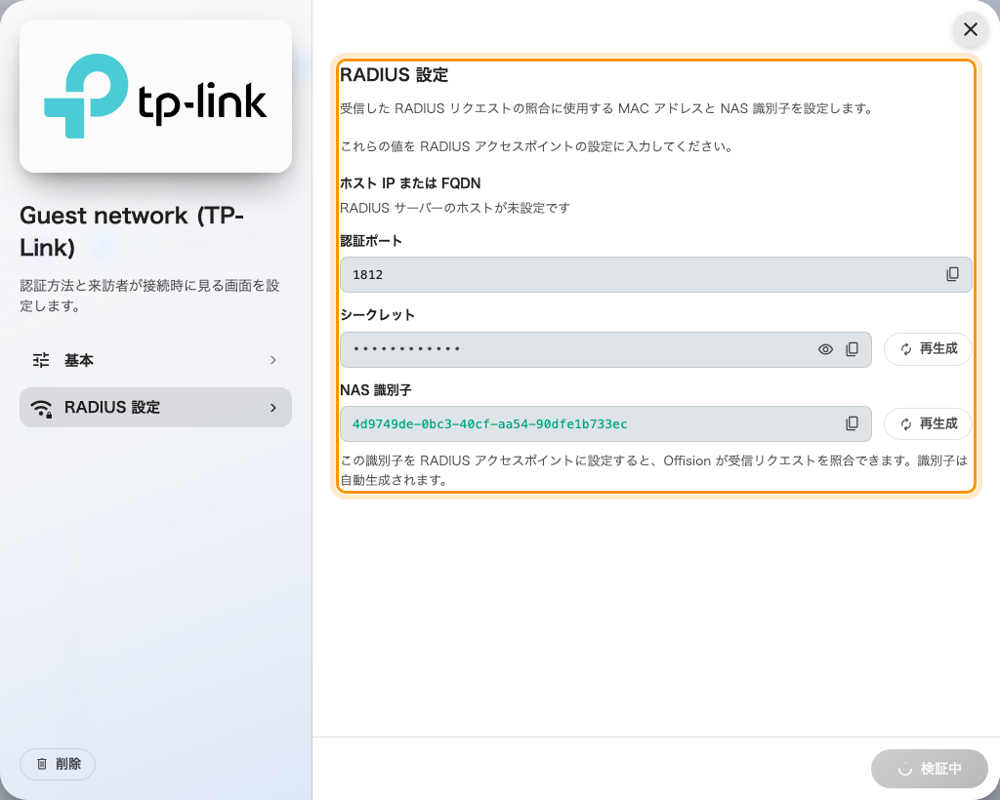 tp-link
Guest network (TP-
Link)
認証方法と来訪者が接続時に見る画面を設
定します。
基本
RADIUS 設定
削除
RADIUS 設定
受信した RADIUS リクエストの照合に使用する MAC アドレスと NAS 識別子を設定します。
これらの値を RADIUS アクセスポイントの設定に入力してください。
ホスト IP または FQDN
RADIUS サーバーのホストが未設定です
認証ポート
1812
シークレット
••••••••••••
再生成
NAS 識別子
4d9749de-0bc3-40cf-aa54-90dfe1b733ec
再生成
この識別子を RADIUS アクセスポイントに設定すると、Offision が受信リクエストを照合できます。識別子は
自動生成されます。
検証中